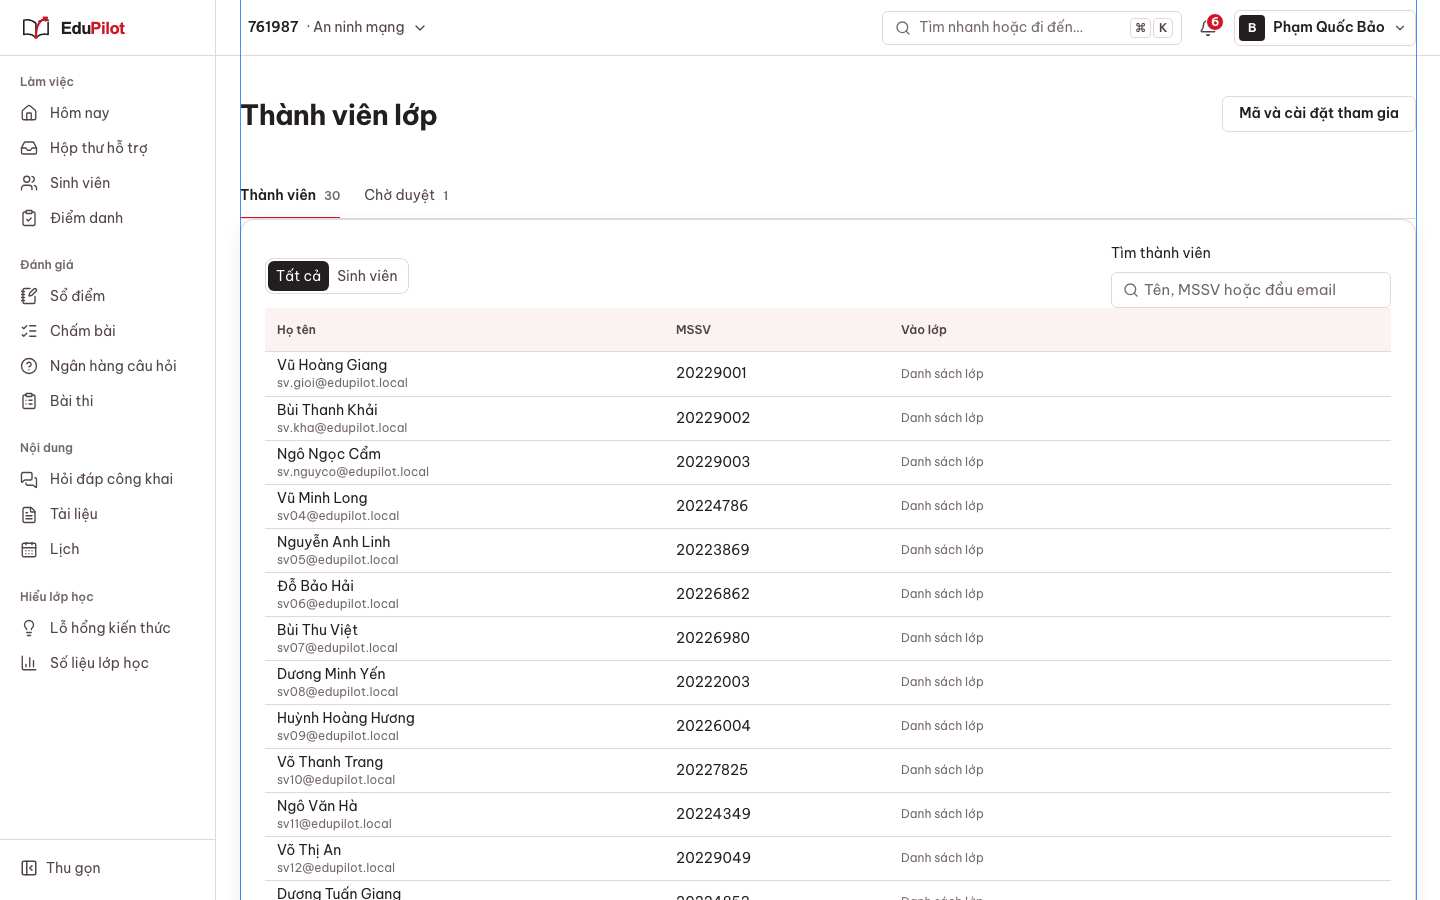 EduPilot
761987 · An ninh mạng
Tìm nhanh hoặc đi đến...
⌘ K
6
B Phạm Quốc Bảo
Làm việc
Hôm nay
Hộp thư hỗ trợ
Sinh viên
Điểm danh
Đánh giá
Sổ điểm
Chấm bài
Ngân hàng câu hỏi
Bài thi
Nội dung
Hỏi đáp công khai
Tài liệu
Lịch
Hiểu lớp học
Lỗ hổng kiến thức
Số liệu lớp học
Thu gọn
Thành viên lớp
Mã và cài đặt tham gia
Thành viên 30 Chờ duyệt 1
Tất cả Sinh viên
Tìm thành viên
Tên, MSSV hoặc đầu email
Họ tên MSSV Vào lớp
Vũ Hoàng Giang
sv.gioi@edupilot.local
20229001 Danh sách lớp
Bùi Thanh Khải
sv.kha@edupilot.local
20229002 Danh sách lớp
Ngô Ngọc Cẩm
sv.nguyco@edupilot.local
20229003 Danh sách lớp
Vũ Minh Long
sv04@edupilot.local
20224786 Danh sách lớp
Nguyễn Anh Linh
sv05@edupilot.local
20223869 Danh sách lớp
Đỗ Bảo Hải
sv06@edupilot.local
20226862 Danh sách lớp
Bùi Thu Việt
sv07@edupilot.local
20226980 Danh sách lớp
Dương Minh Yến
sv08@edupilot.local
20222003 Danh sách lớp
Huỳnh Hoàng Hương
sv09@edupilot.local
20226004 Danh sách lớp
Võ Thanh Trang
sv10@edupilot.local
20227825 Danh sách lớp
Ngô Văn Hà
sv11@edupilot.local
20224349 Danh sách lớp
Võ Thị An
sv12@edupilot.local
20229049 Danh sách lớp
Dương Tuấn Giang